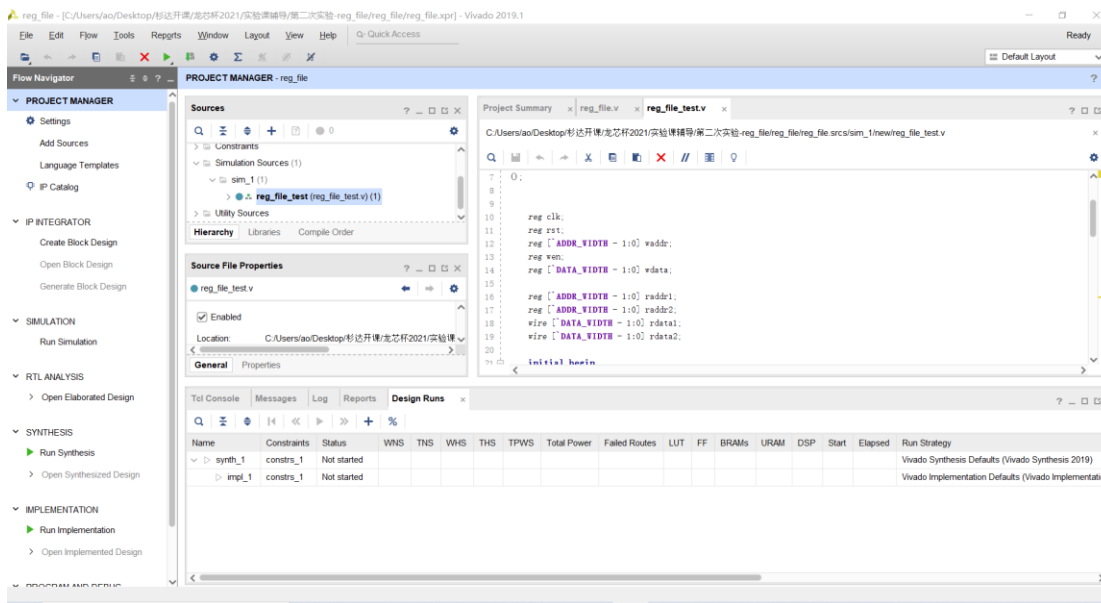 reg_file - [C:/Users/ao/Desktop/杉达开课/龙芯杯2021/实验课辅导/第二次实验-reg_file/reg_file/reg_file.xpr] - Vivado 2019.1
File Edit Flow Tools Reports Window Layout View Help Q- Quick Access Ready
Default Layout
Flow Navigator
PROJECT MANAGER - reg_file
PROJECT MANAGER
Settings
Add Sources
Language Templates
IP Catalog
IP INTEGRATOR
Create Block Design
Open Block Design
Generate Block Design
SIMULATION
Run Simulation
RTL ANALYSIS
Open Elaborated Design
SYNTHESIS
Run Synthesis
Open Synthesized Design
IMPLEMENTATION
Run Implementation
Open Implemented Design
PROGRAM AND DEBUG
Sources
0
Constraints
Simulation Sources (1)
sim_1 (1)
reg_file_test (reg_file_test.v) (1)
Utility Sources
Hierarchy Libraries Compile Order
Source File Properties
reg_file_test.v
Enabled
Location: C:/Users/ao/Desktop/杉达开课/龙芯杯2021/实验课
General Properties
Project Summary reg_file.v reg_file_test.v
C:/Users/ao/Desktop/杉达开课/龙芯杯2021/实验课辅导/第二次实验-reg_file/reg_file/reg_file.srcs/sim_1/new/reg_file_test.v
7 ();
8
9
10 reg clk;
11 reg rst;
12 reg [`ADDR_WIDTH - 1:0] waddr;
13 reg wen;
14 reg [`DATA_WIDTH - 1:0] wdata;
15
16 reg [`ADDR_WIDTH - 1:0] raddr1;
17 reg [`ADDR_WIDTH - 1:0] raddr2;
18 wire [`DATA_WIDTH - 1:0] rdata1;
19 wire [`DATA_WIDTH - 1:0] rdata2;
20
21 initial begin
Tcl Console Messages Log Reports Design Runs
Name Constraints Status WNS TNS WHS THS TPWS Total Power Failed Routes LUT FF BRAMs URAM DSP Start Elapsed Run Strategy
synth_1 constrs_1 Not started Vivado Synthesis Defaults (Vivado Synthesis 2019)
impl_1 constrs_1 Not started Vivado Implementation Defaults (Vivado Implementati